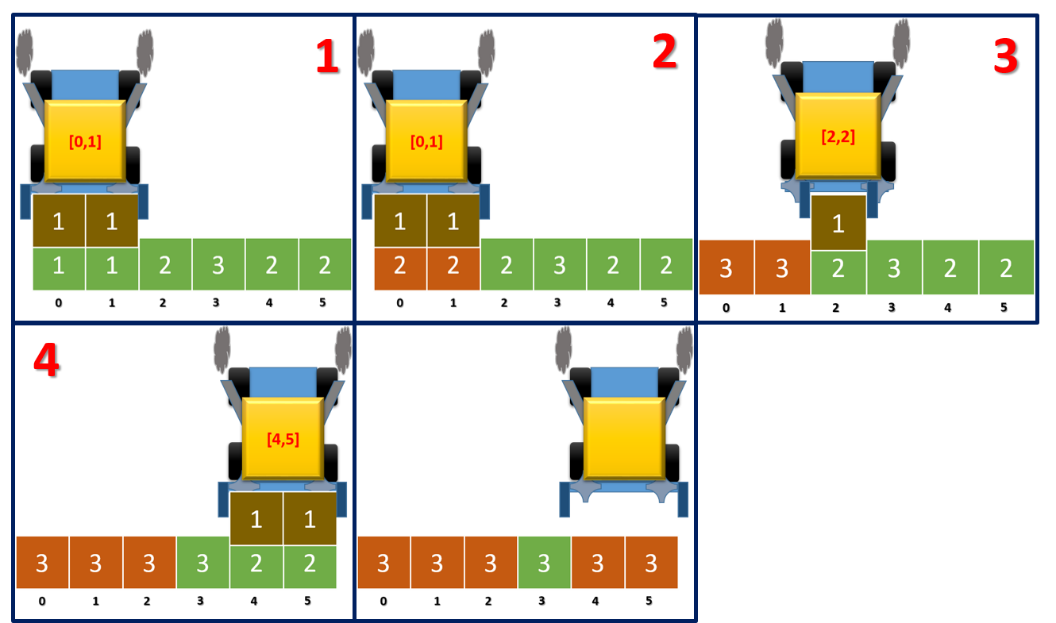 1
[0,1]
1 1
1 1 2 3 2 2
0 1 2 3 4 5
2
[0,1]
1 1
2 2 2 3 2 2
0 1 2 3 4 5
3
[2,2]
1
3 3 2 3 2 2
0 1 2 3 4 5
4
[4,5]
1 1
3 3 3 3 2 2
0 1 2 3 4 5
3 3 3 3 3 3
0 1 2 3 4 5